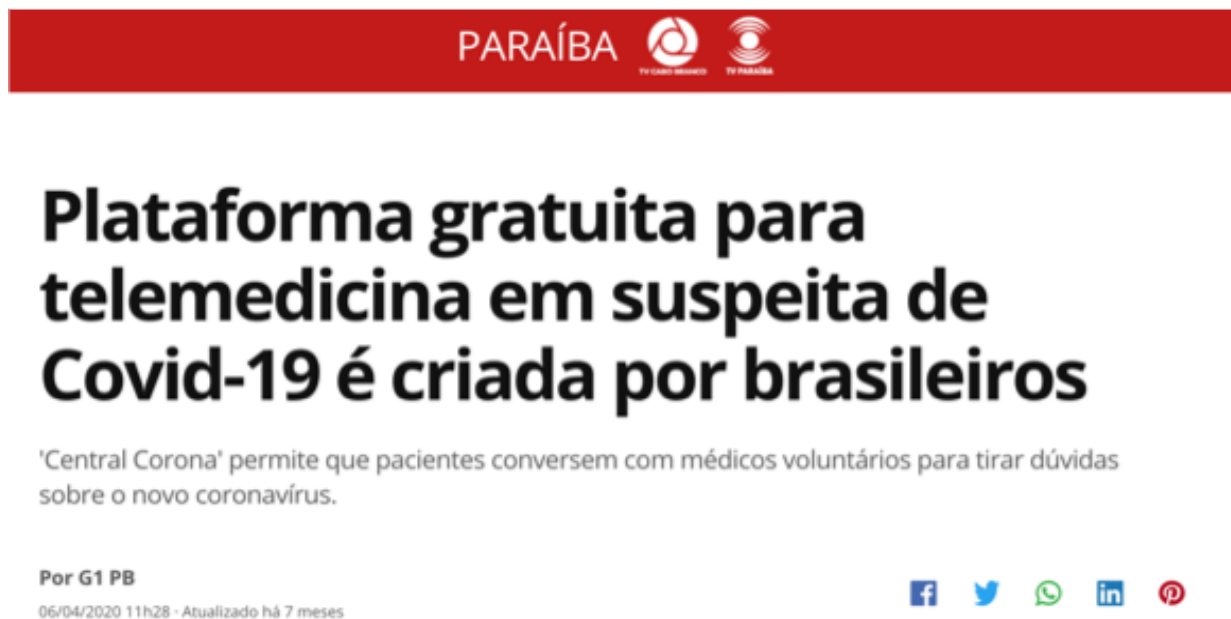 PARAÍBA
TV CABO BRANCO
TV PARAÍBA
Plataforma gratuita para
telemedicina em suspeita de
Covid-19 é criada por brasileiros
'Central Corona' permite que pacientes conversem com médicos voluntários para tirar dúvidas
sobre o novo coronavírus.
Por G1 PB
06/04/2020 11h28 · Atualizado há 7 meses